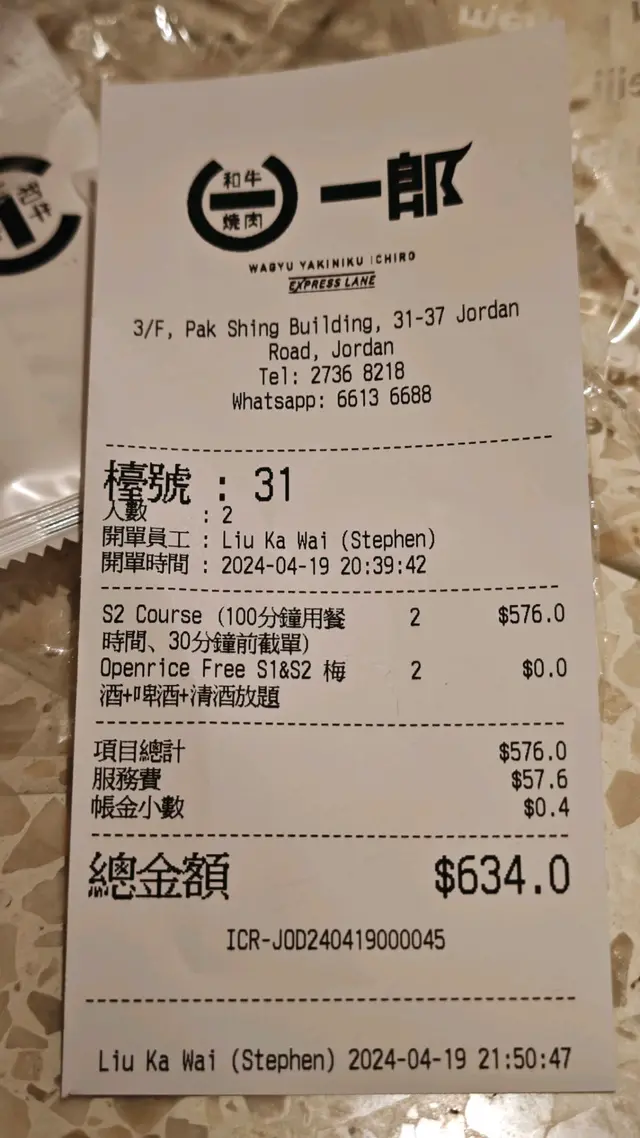 和牛
燒肉
一郎
WAGYU YAKINIKU ICHIRO
EXPRESS LANE
3/F, Pak Shing Building, 31-37 Jordan
Road, Jordan
Tel: 2736 8218
Whatsapp: 6613 6688
檯號 : 31
人數 : 2
開單員工 : Liu Ka Wai (Stephen)
開單時間 : 2024-04-19 20:39:42
S2 Course (100分鐘用餐 2 $576.0
時間、30分鐘前截單)
Openrice Free S1&S2 梅 2 $0.0
酒+啤酒+清酒放題
項目總計 $576.0
服務費 $57.6
帳金小數 $0.4
總金額 $634.0
ICR-JOD240419000045
Liu Ka Wai (Stephen) 2024-04-19 21:50:47